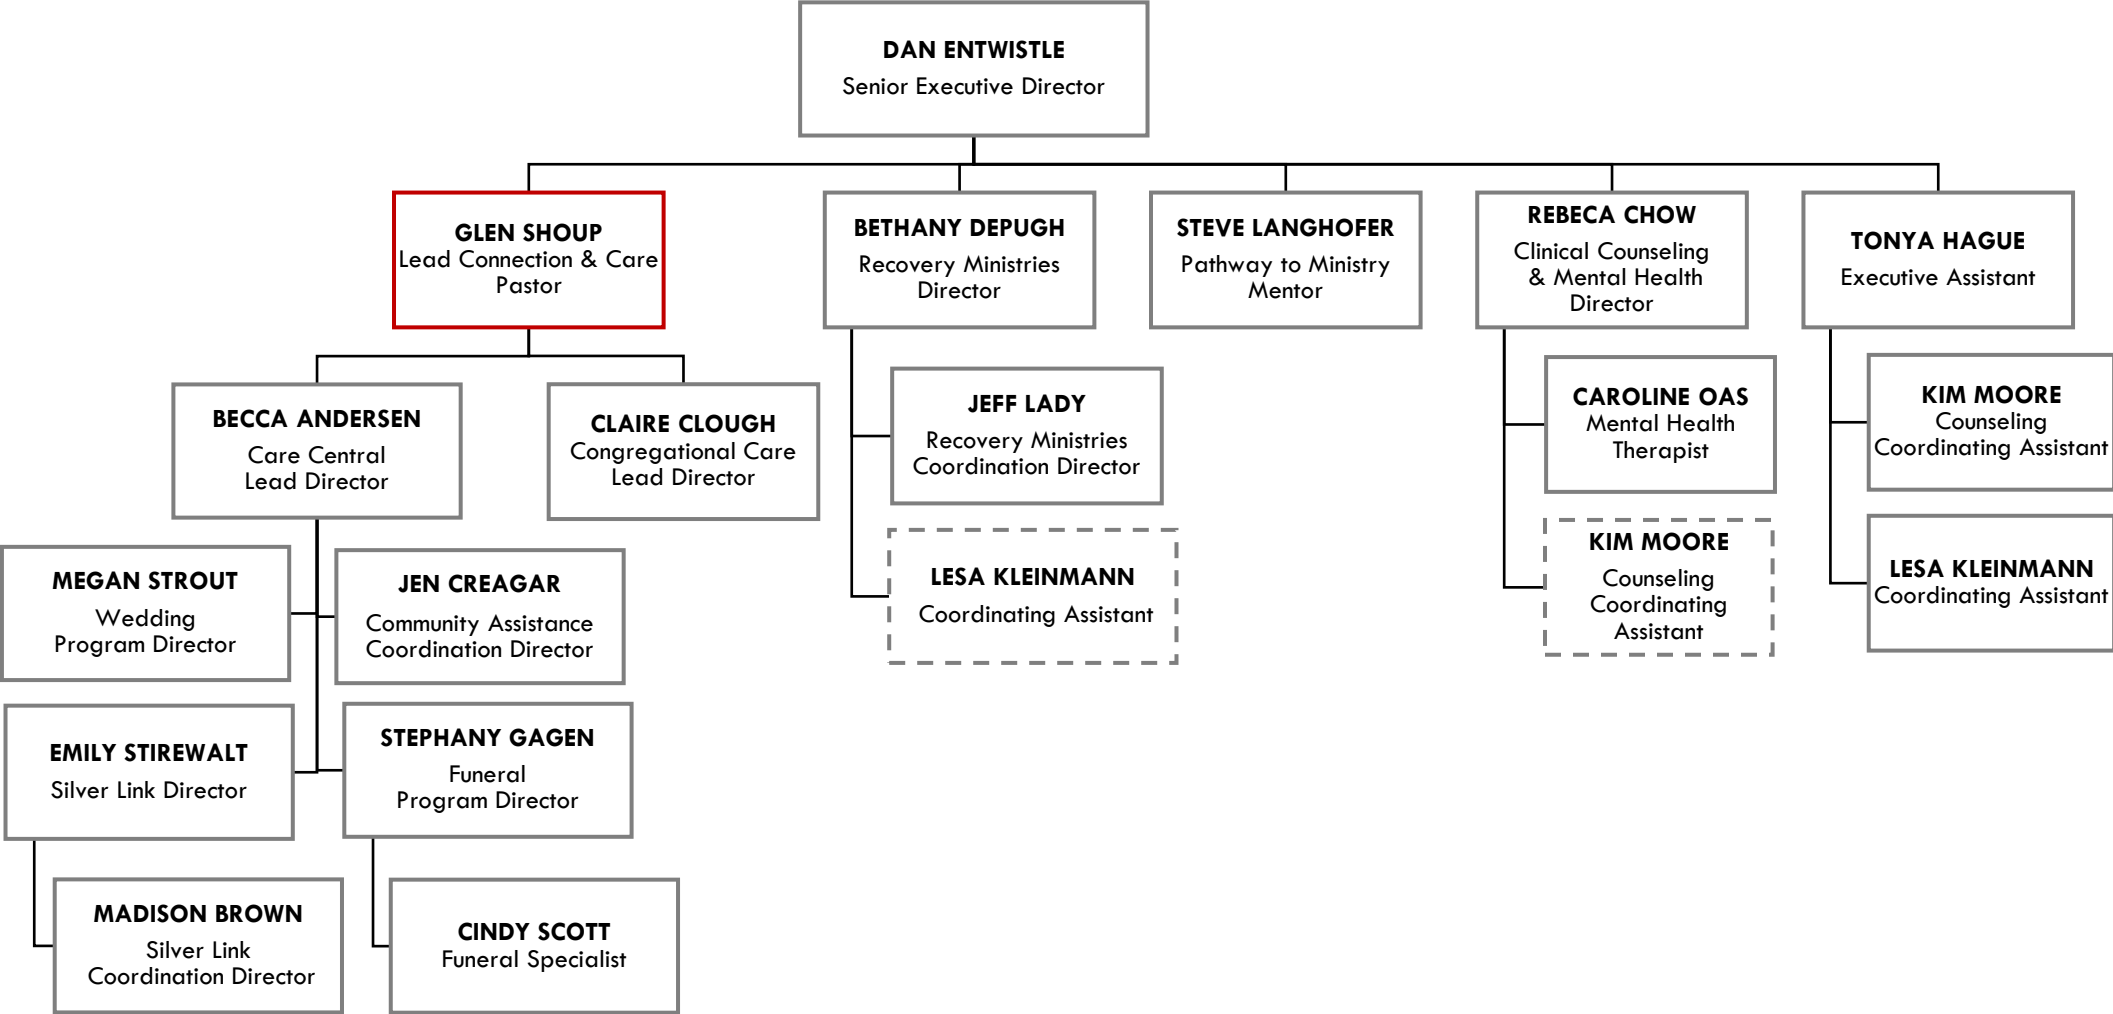 DAN ENTWISTLE
Senior Executive Director
GLEN SHOUP
Lead Connection & Care
Pastor
BETHANY DEPUGH
Recovery Ministries
Director
STEVE LANGHOFER
Pathway to Ministry
Mentor
REBECA CHOW
Clinical Counseling
& Mental Health
Director
TONYA HAGUE
Executive Assistant
BECCA ANDERSEN
Care Central
Lead Director
CLAIRE CLOUGH
Congregational Care
Lead Director
JEFF LADY
Recovery Ministries
Coordination Director
CAROLINE OAS
Mental Health
Therapist
KIM MOORE
Counseling
Coordinating Assistant
MEGAN STROUT
Wedding
Program Director
JEN CREAGAR
Community Assistance
Coordination Director
LESA KLEINMANN
Coordinating Assistant
KIM MOORE
Counseling
Coordinating
Assistant
LESA KLEINMANN
Coordinating Assistant
EMILY STIREWALT
Silver Link Director
STEPHANY GAGEN
Funeral
Program Director
MADISON BROWN
Silver Link
Coordination Director
CINDY SCOTT
Funeral Specialist